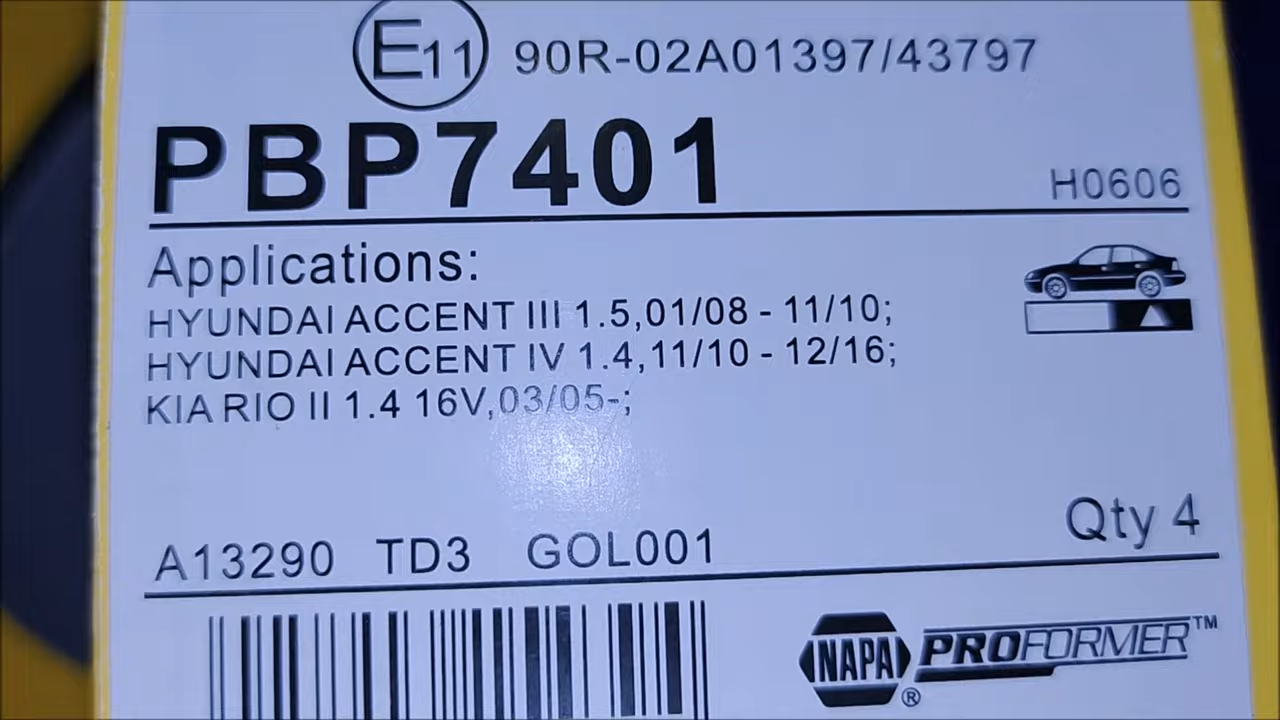 E11 90R-02A01397/43797
PBP7401 H0606
Applications:
HYUNDAI ACCENT III 1.5,01/08 - 11/10;
HYUNDAI ACCENT IV 1.4,11/10 - 12/16;
KIA RIO II 1.4 16V,03/05-;
Qty 4
A13290 TD3 GOL001
NAPA® PROFORMER™